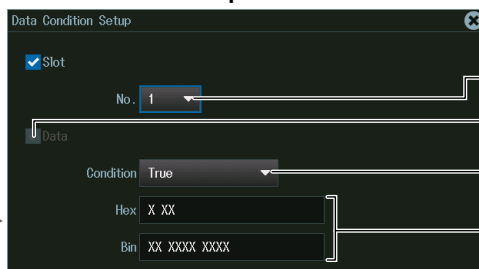 Data Condition Setup
Slot
No. 1
Data
Condition True
Hex X XX
Bin XX XXXX XXXX